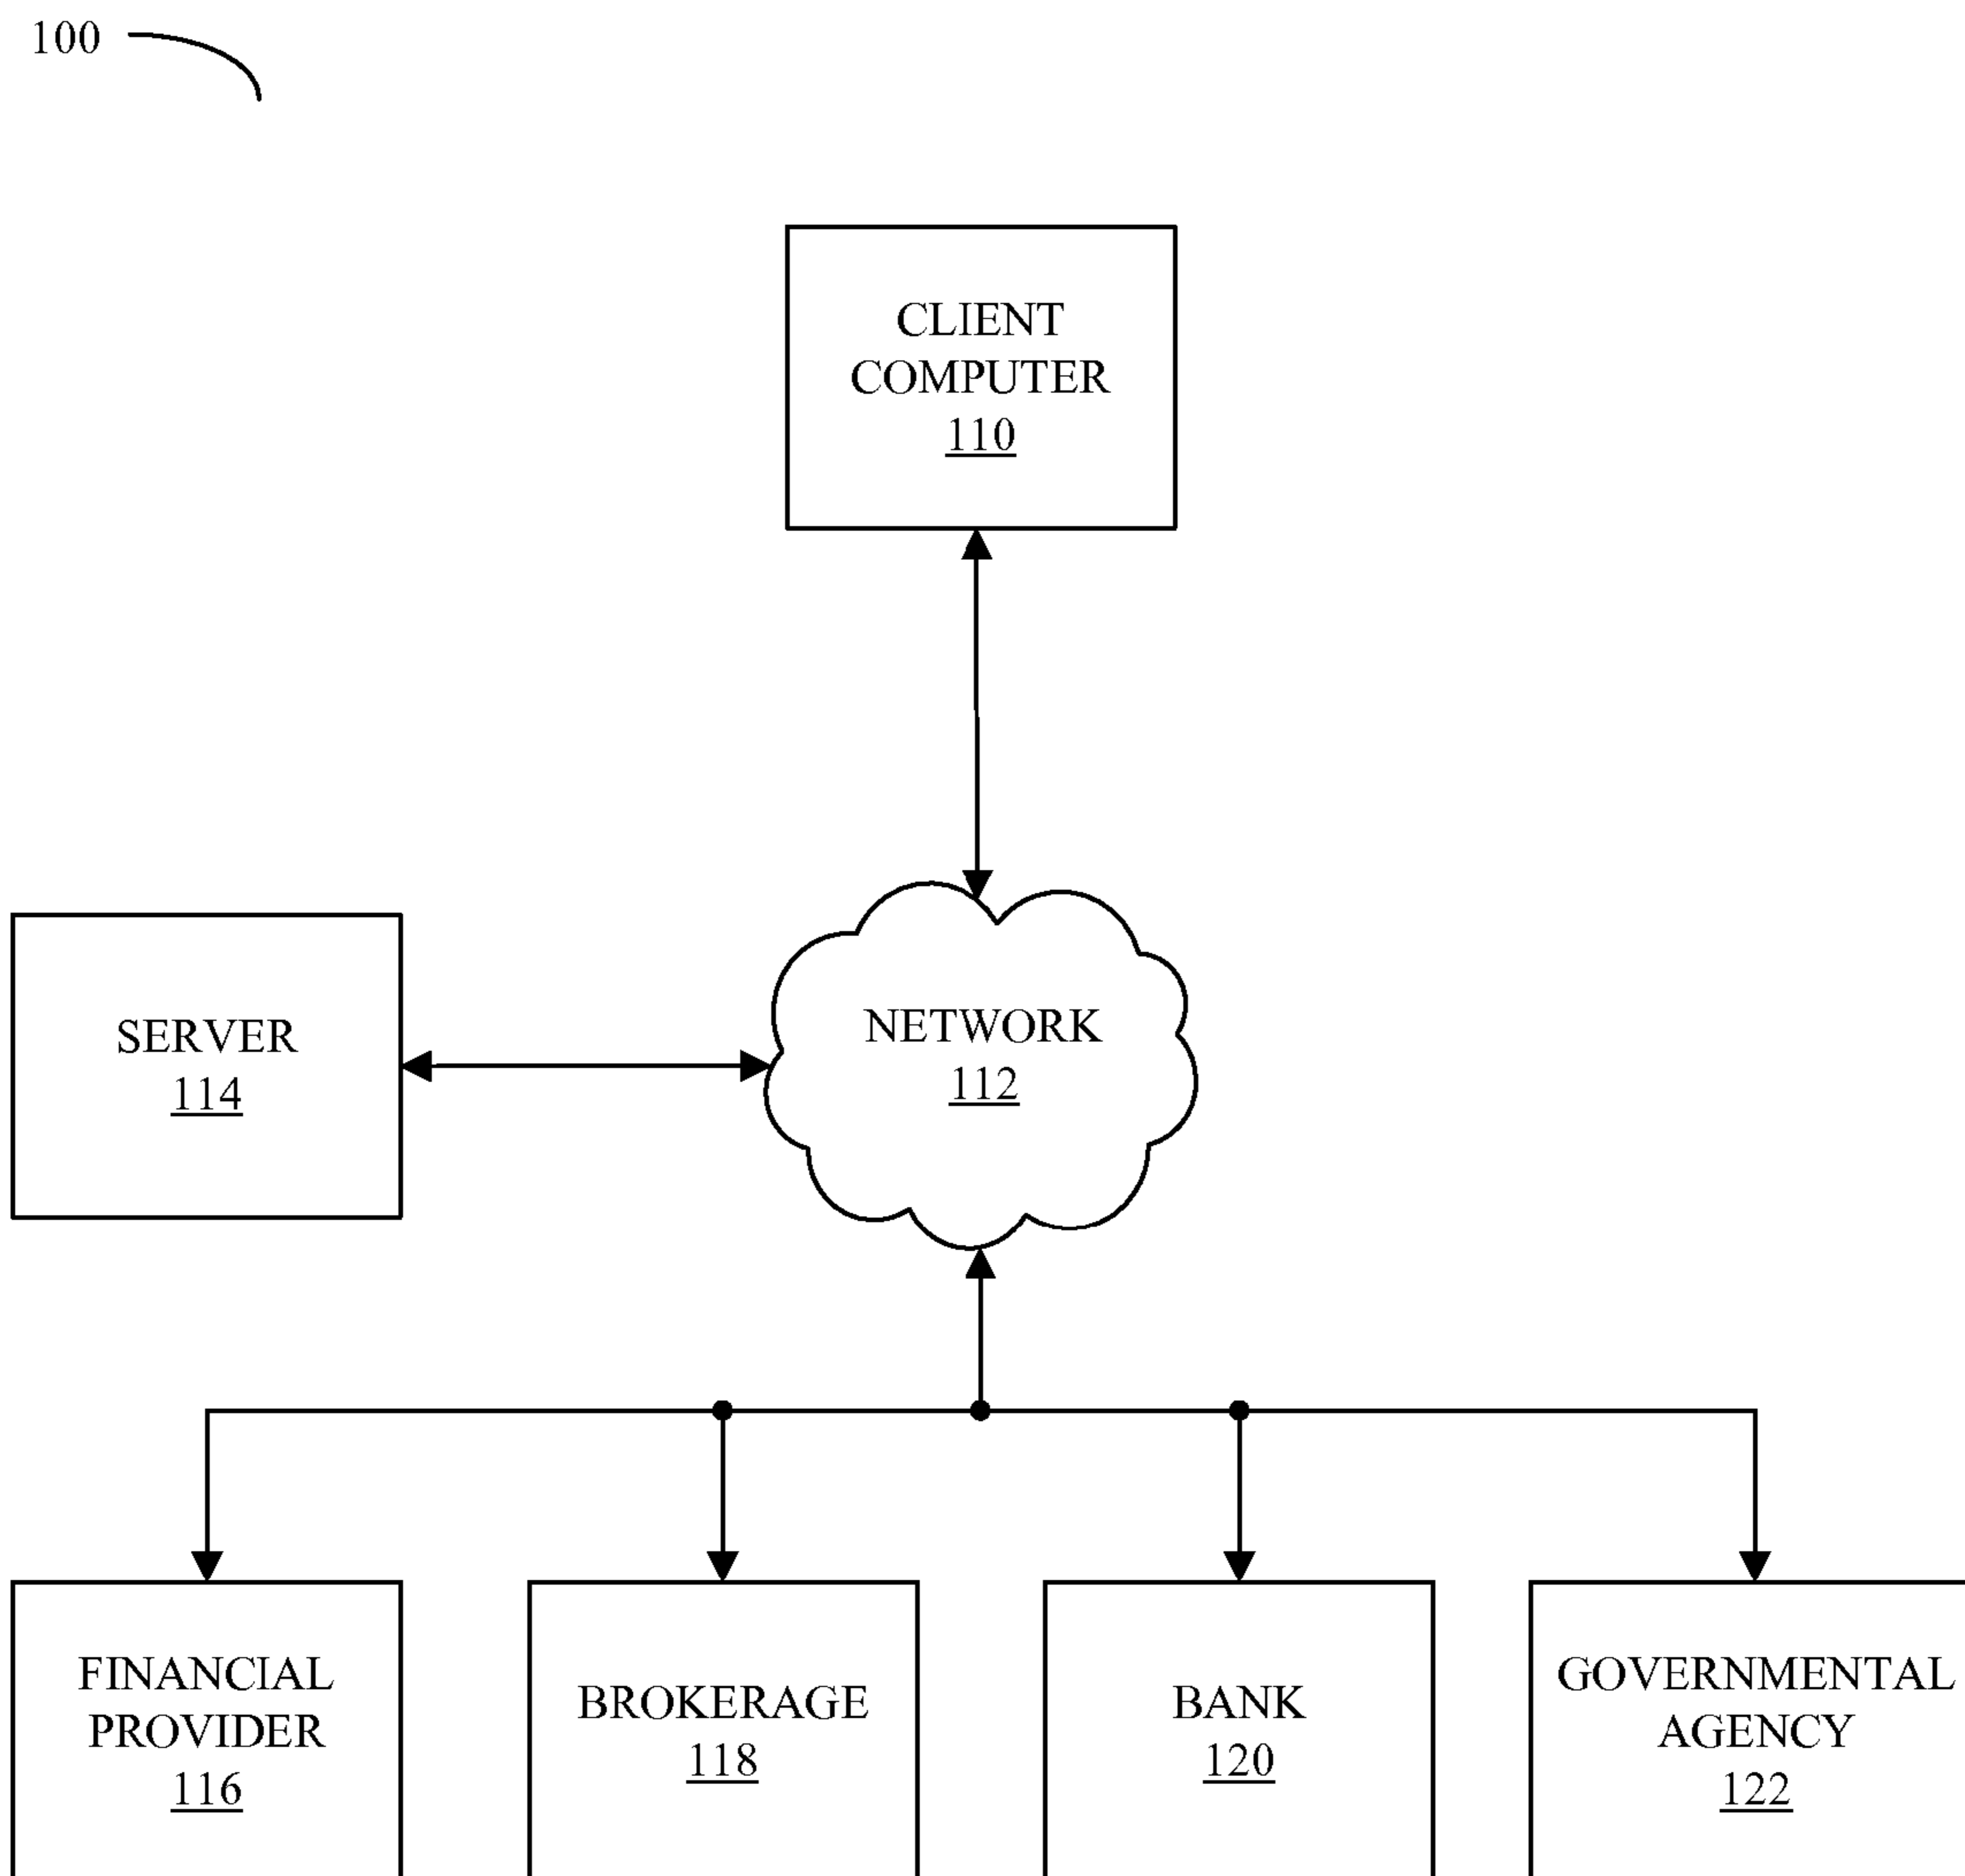 100
CLIENT
COMPUTER
110
NETWORK
112
SERVER
114
FINANCIAL
PROVIDER
116
BROKERAGE
118
BANK
120
GOVERNMENTAL
AGENCY
122